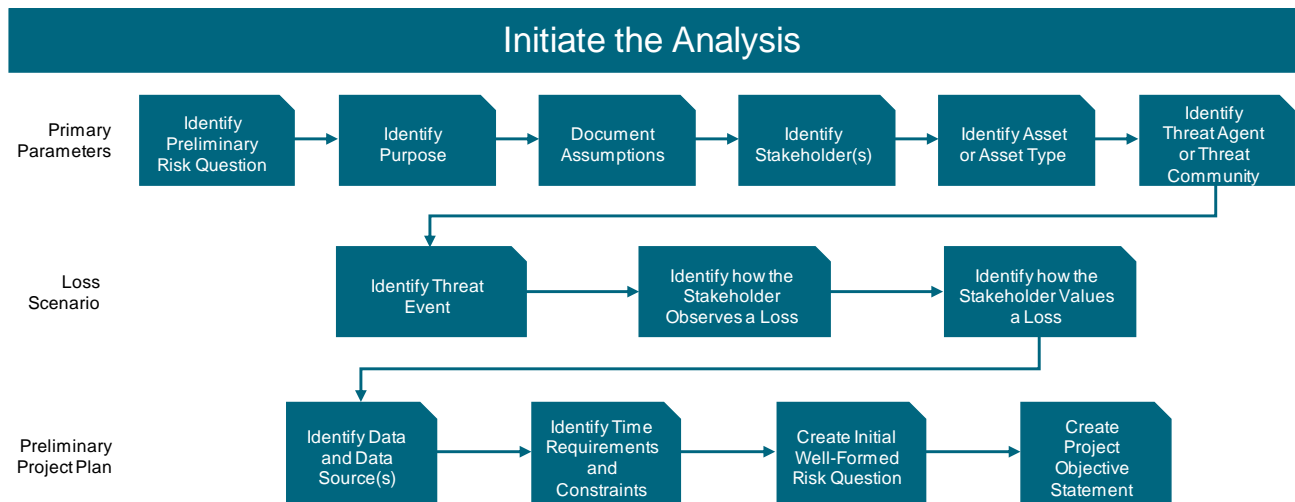 Initiate the Analysis
Primary
Parameters
Identify
Preliminary
Risk Question
Identify
Purpose
Document
Assumptions
Identify
Stakeholder(s)
Identify Asset
or Asset Type
Identify
Threat Agent
or Threat
Community
Loss
Scenario
Identify Threat
Event
Identify how the
Stakeholder
Observes a Loss
Identify how the
Stakeholder Values
a Loss
Preliminary
Project Plan
Identify Data
and Data
Source(s)
Identify Time
Requirements
and
Constraints
Create Initial
Well-Formed
Risk Question
Create
Project
Objective
Statement